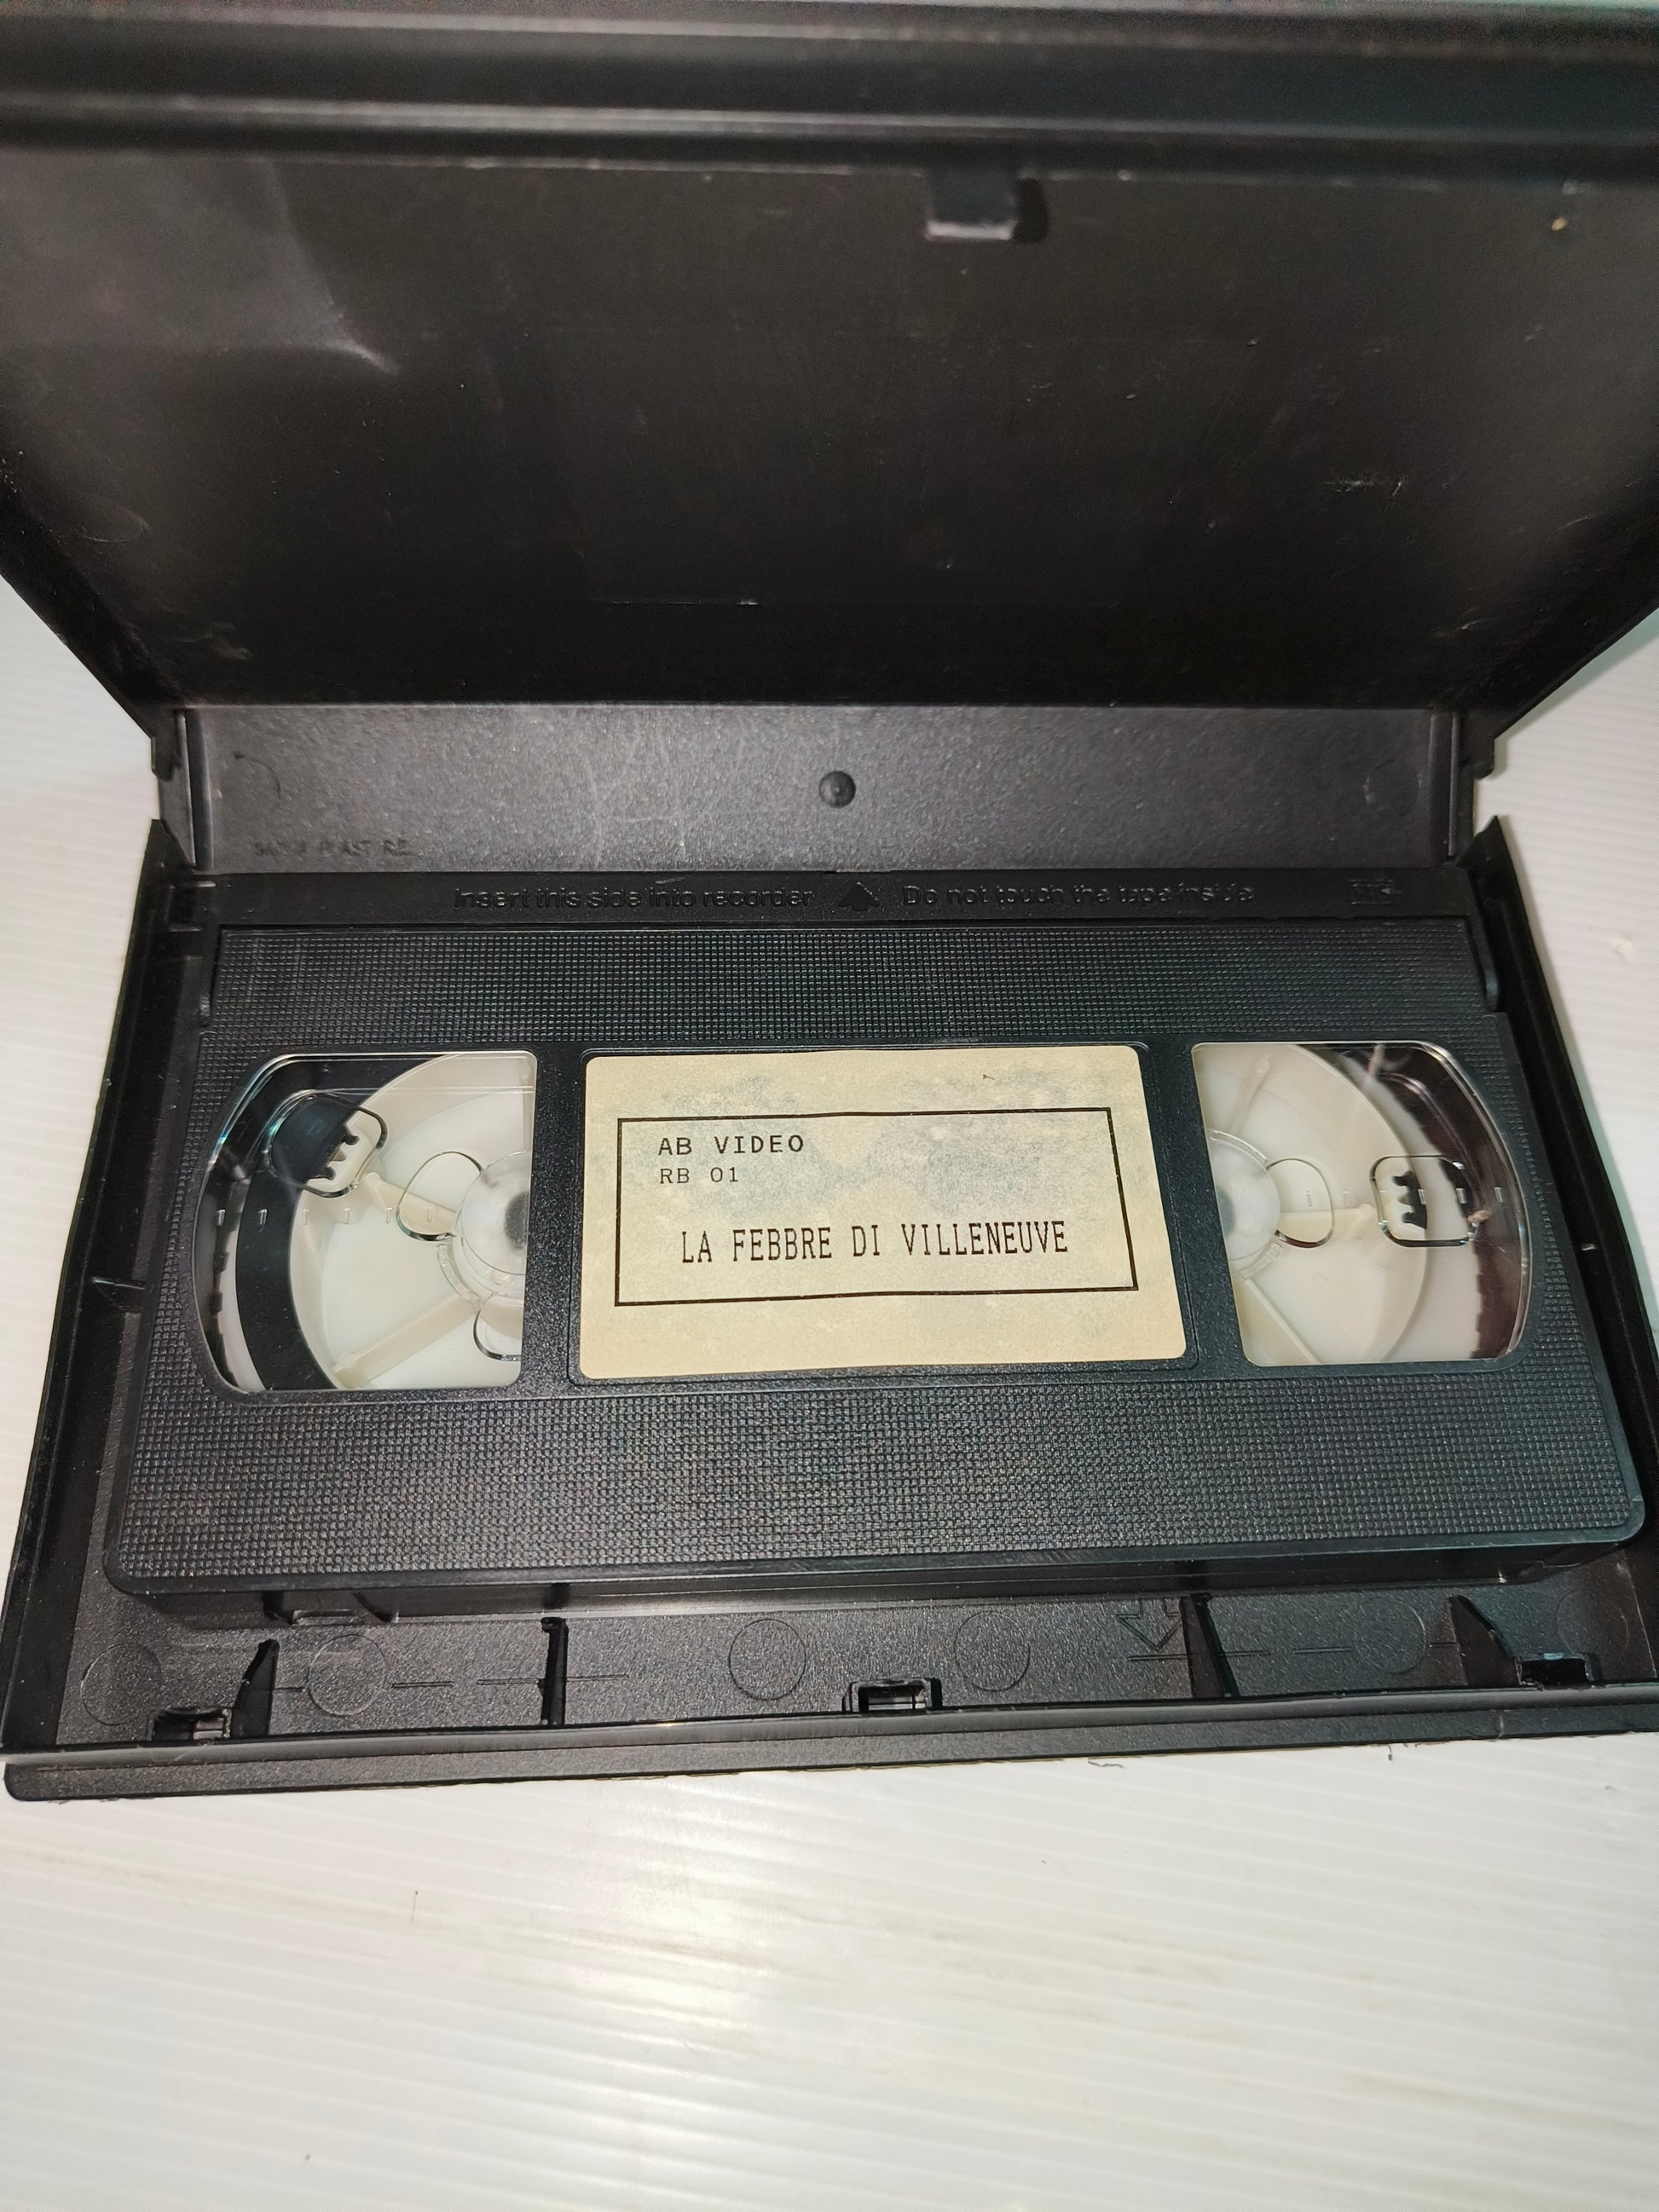 Insert this side into recorder Do not touch the tape inside
AB VIDEO
RB 01
LA FEBBRE DI VILLENEUVE